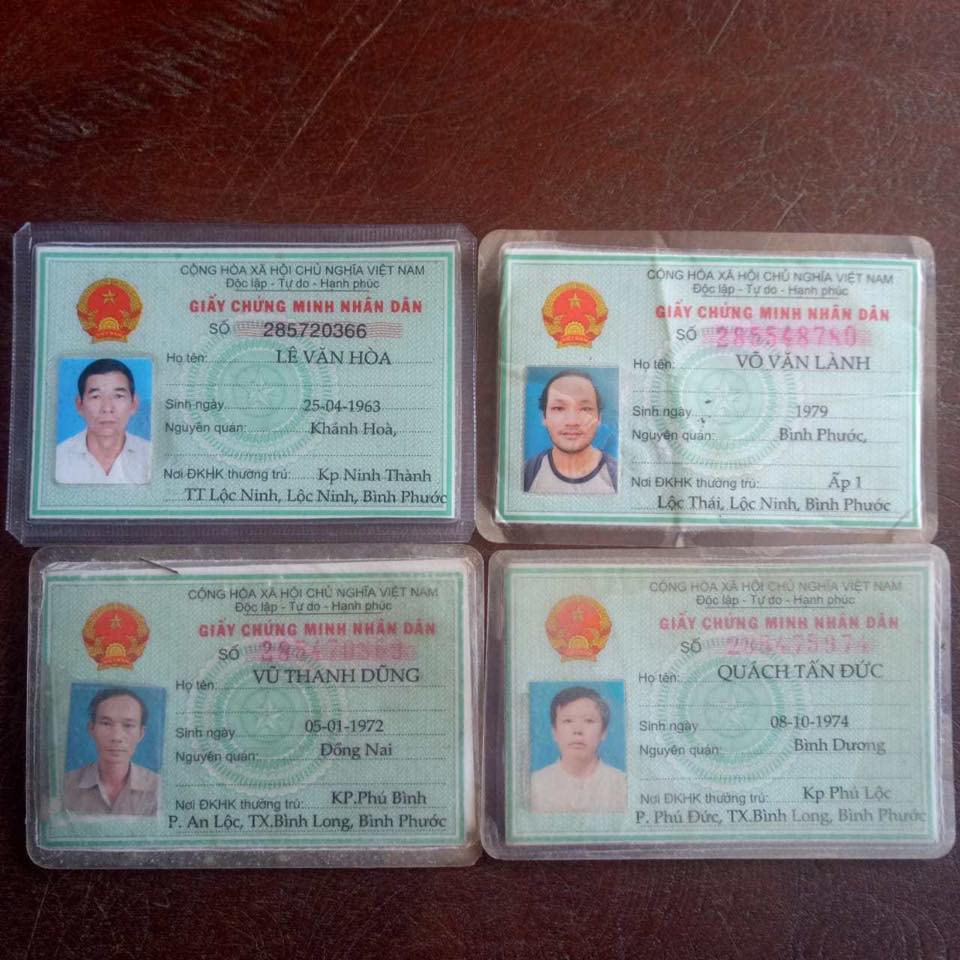 CỘNG HÒA XÃ HỘI CHỦ NGHĨA VIỆT NAM
Độc lập - Tự do - Hạnh phúc
GIẤY CHỨNG MINH NHÂN DÂN
SỐ 285720366
Họ tên: LÊ VĂN HÒA
Sinh ngày 25-04-1963
Nguyên quán: Khánh Hoà,
Nơi ĐKHK thường trú: Kp Ninh Thành
TT Lộc Ninh, Lộc Ninh, Bình Phước
CỘNG HÒA XÃ HỘI CHỦ NGHĨA VIỆT NAM
Độc lập - Tự do - Hạnh phúc
GIẤY CHỨNG MINH NHÂN DÂN
SỐ 285548780
Họ tên: VÕ VĂN LÀNH
Sinh ngày 1979
Nguyên quán: Bình Phước,
Nơi ĐKHK thường trú: Ấp 1
Lộc Thái, Lộc Ninh, Bình Phước
CỘNG HÒA XÃ HỘI CHỦ NGHĨA VIỆT NAM
Độc lập - Tự do - Hạnh phúc
GIẤY CHỨNG MINH NHÂN DÂN
SỐ
Họ tên: VŨ THANH DŨNG
Sinh ngày 05-01-1972
Nguyên quán: Đồng Nai
Nơi ĐKHK thường trú: KP.Phú Bình
P. An Lộc, TX.Bình Long, Bình Phước
CỘNG HÒA XÃ HỘI CHỦ NGHĨA VIỆT NAM
Độc lập - Tự do - Hạnh phúc
GIẤY CHỨNG MINH NHÂN DÂN
SỐ
Họ tên: QUÁCH TẤN ĐỨC
Sinh ngày 08-10-1974
Nguyên quán: Bình Dương
Nơi ĐKHK thường trú: Kp Phú Lộc
P. Phú Đức, TX.Bình Long, Bình Phước